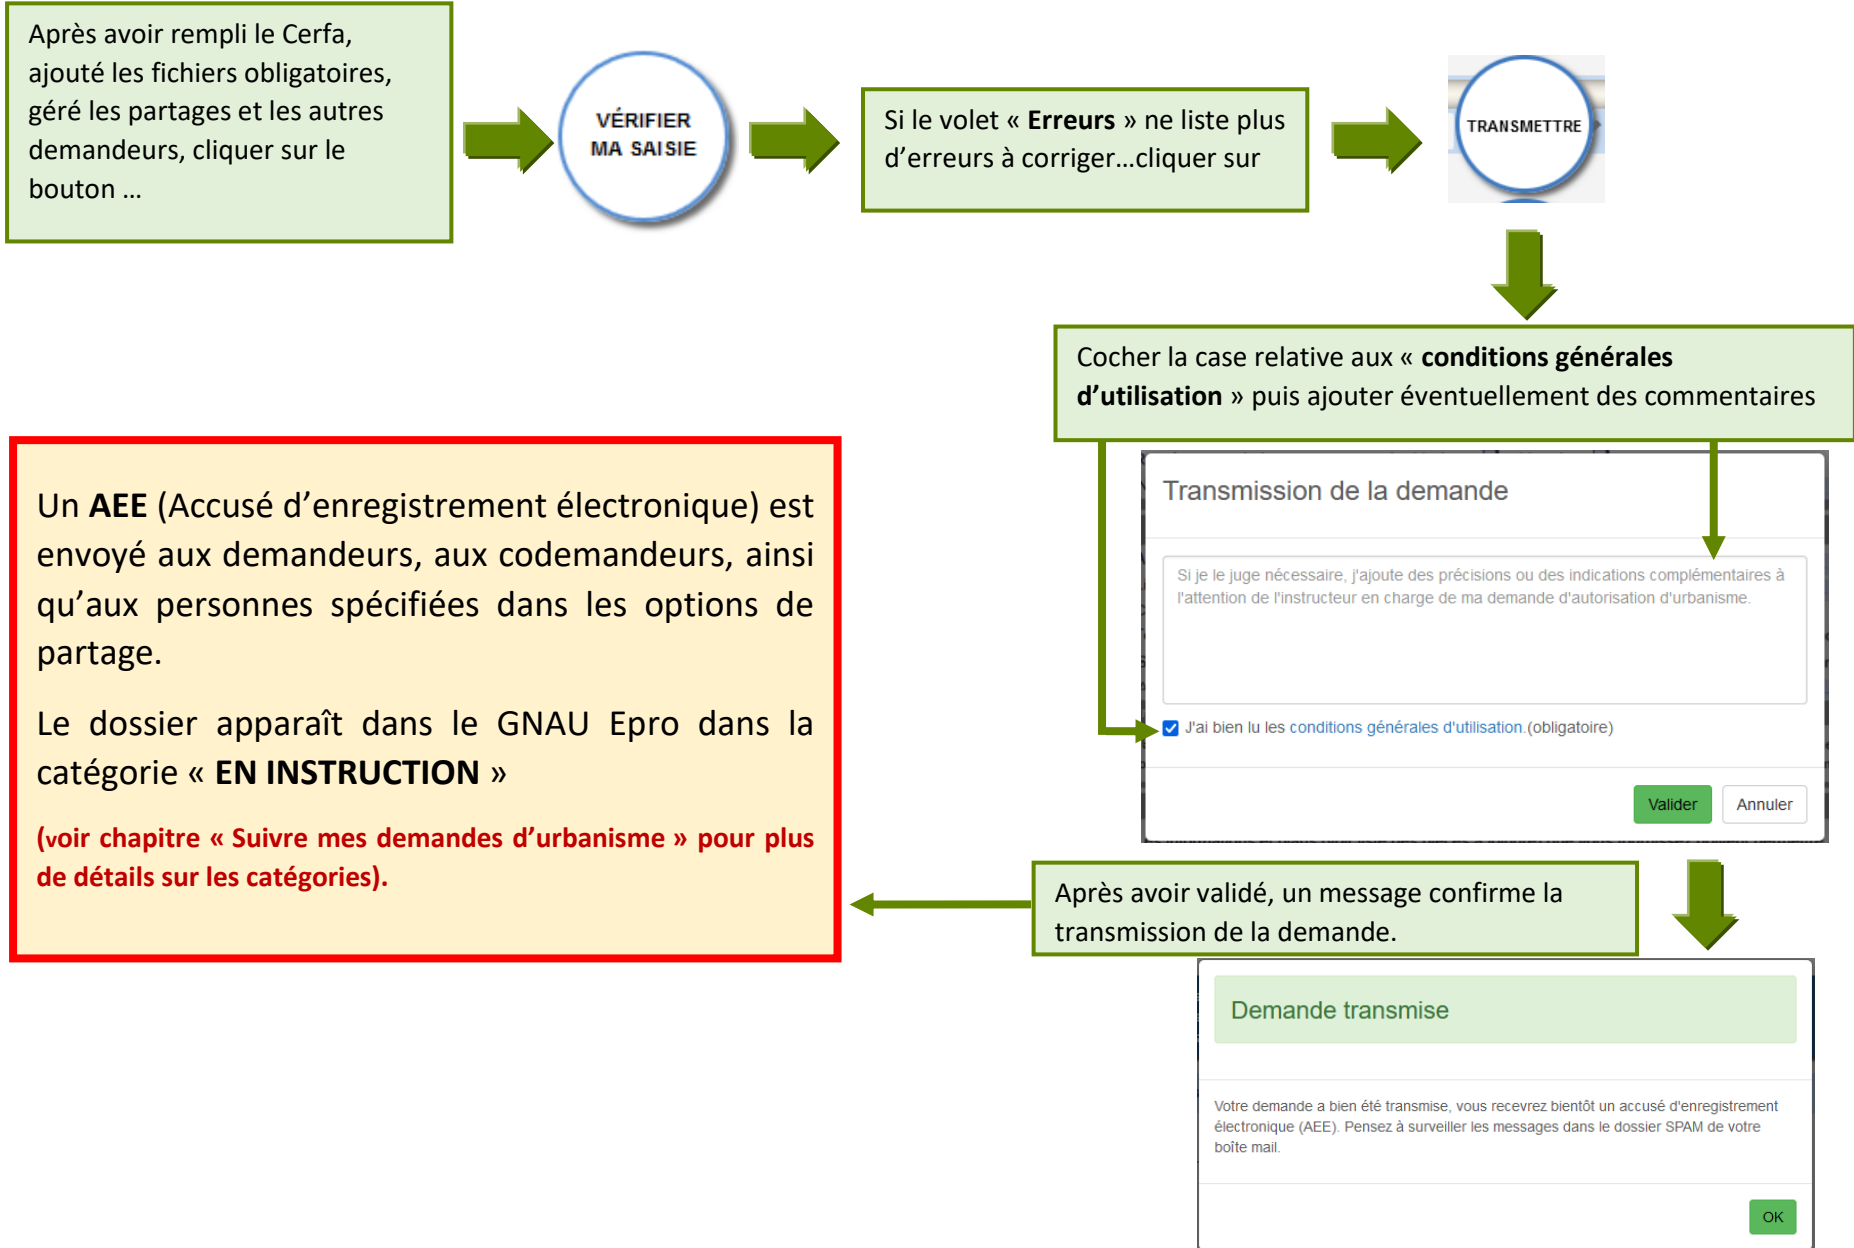 Après avoir rempli le Cerfa,
ajouté les fichiers obligatoires,
géré les partages et les autres
demandeurs, cliquer sur le
bouton ...
VÉRIFIER
MA SAISIE
Si le volet « Erreurs » ne liste plus
d’erreurs à corriger…cliquer sur
TRANSMETTRE
Cocher la case relative aux « conditions générales
d’utilisation » puis ajouter éventuellement des commentaires
Transmission de la demande
Si je le juge nécessaire, j'ajoute des précisions ou des indications complémentaires à
l'attention de l'instructeur en charge de ma demande d'autorisation d'urbanisme.
J'ai bien lu les conditions générales d'utilisation.(obligatoire)
Valider
Annuler
Un AEE (Accusé d’enregistrement électronique) est
envoyé aux demandeurs, aux codemandeurs, ainsi
qu’aux personnes spécifiées dans les options de
partage.
Le dossier apparaît dans le GNAU Epro dans la
catégorie « EN INSTRUCTION »
(voir chapitre « Suivre mes demandes d’urbanisme » pour plus
de détails sur les catégories).
Après avoir validé, un message confirme la
transmission de la demande.
Demande transmise
Votre demande a bien été transmise, vous recevrez bientôt un accusé d'enregistrement
électronique (AEE). Pensez à surveiller les messages dans le dossier SPAM de votre
boîte mail.
OK